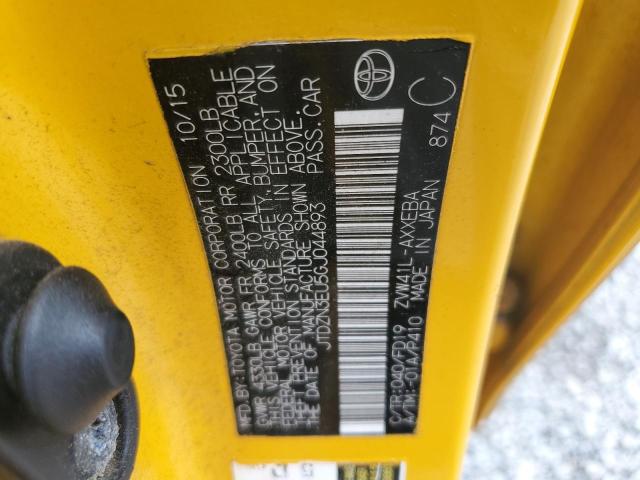 MFD.BY:TOYOTA MOTOR CORPORATION 10/15
GVWR 4330LB GAWR FR 2400LB RR 2300LB
THIS VEHICLE CONFORMS TO ALL APPLICABLE
FEDERAL MOTOR VEHICLE SAFETY, BUMPER, AND
THEFT PREVENTION STANDARDS IN EFFECT ON
THE DATE OF MANUFACTURE SHOWN ABOVE.
JTDZN3EU5GJ044893 PASS.CAR
C/TR:040/FD19 ZVW41L-AXXEBA
A/TM:-01A/P410 MADE IN JAPAN 874 C
5